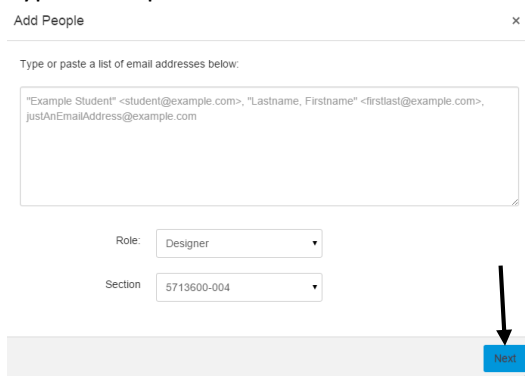 Add People ×
Type or paste a list of email addresses below:
"Example Student" <student@example.com>, "Lastname, Firstname" <firstlast@example.com>,
justAnEmailAddress@example.com
Role: Designer
Section 5713600-004
Next